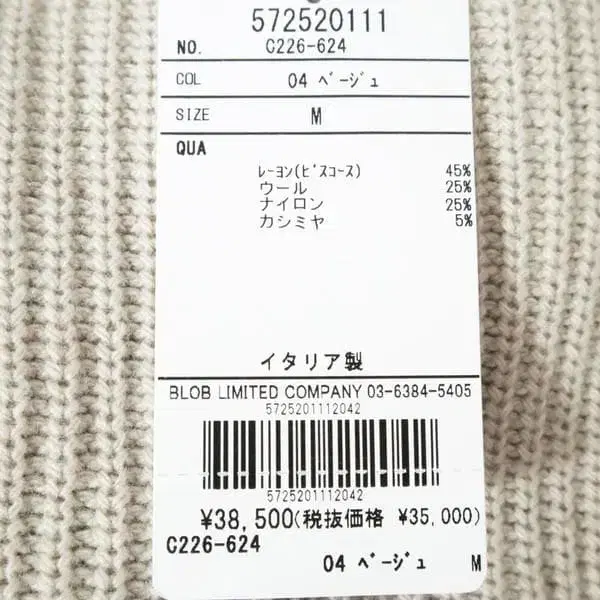 572520111
NO. C226-624
COL 04 ﾍﾞｰｼﾞｭ
SIZE M
QUA
ﾚｰﾖﾝ(ﾋﾞｽｺｰｽ) 45%
ウール 25%
ナイロン 25%
カシミヤ 5%
イタリア製
BLOB LIMITED COMPANY 03-6384-5405
5725201112042
5725201112042
¥38,500(税抜価格 ¥35,000)
C226-624
04 ﾍﾞｰｼﾞｭ M